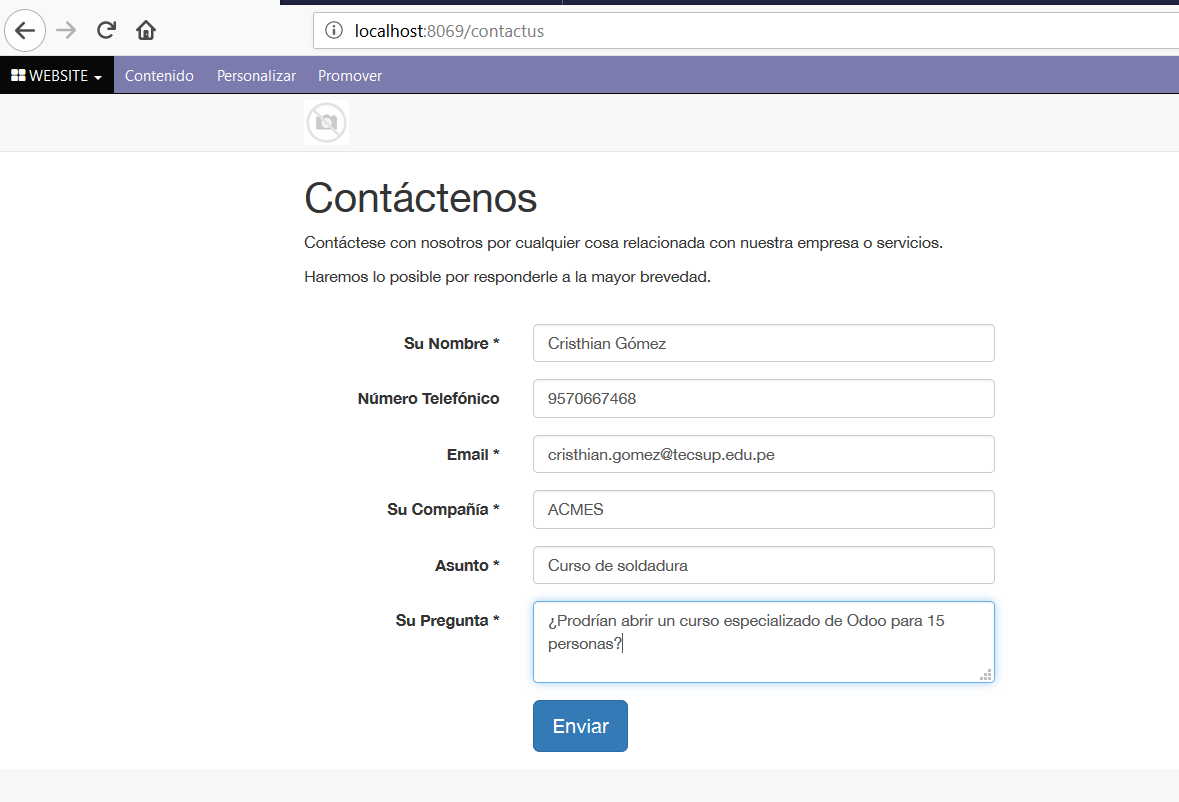 localhost:8069/contactus
WEBSITE Contenido Personalizar Promover
Contáctenos
Contáctese con nosotros por cualquier cosa relacionada con nuestra empresa o servicios.
Haremos lo posible por responderle a la mayor brevedad.
Su Nombre * Cristhian Gómez
Número Telefónico 9570667468
Email * cristhian.gomez@tecsup.edu.pe
Su Compañía * ACMES
Asunto * Curso de soldadura
Su Pregunta * ¿Prodrían abrir un curso especializado de Odoo para 15
personas?
Enviar